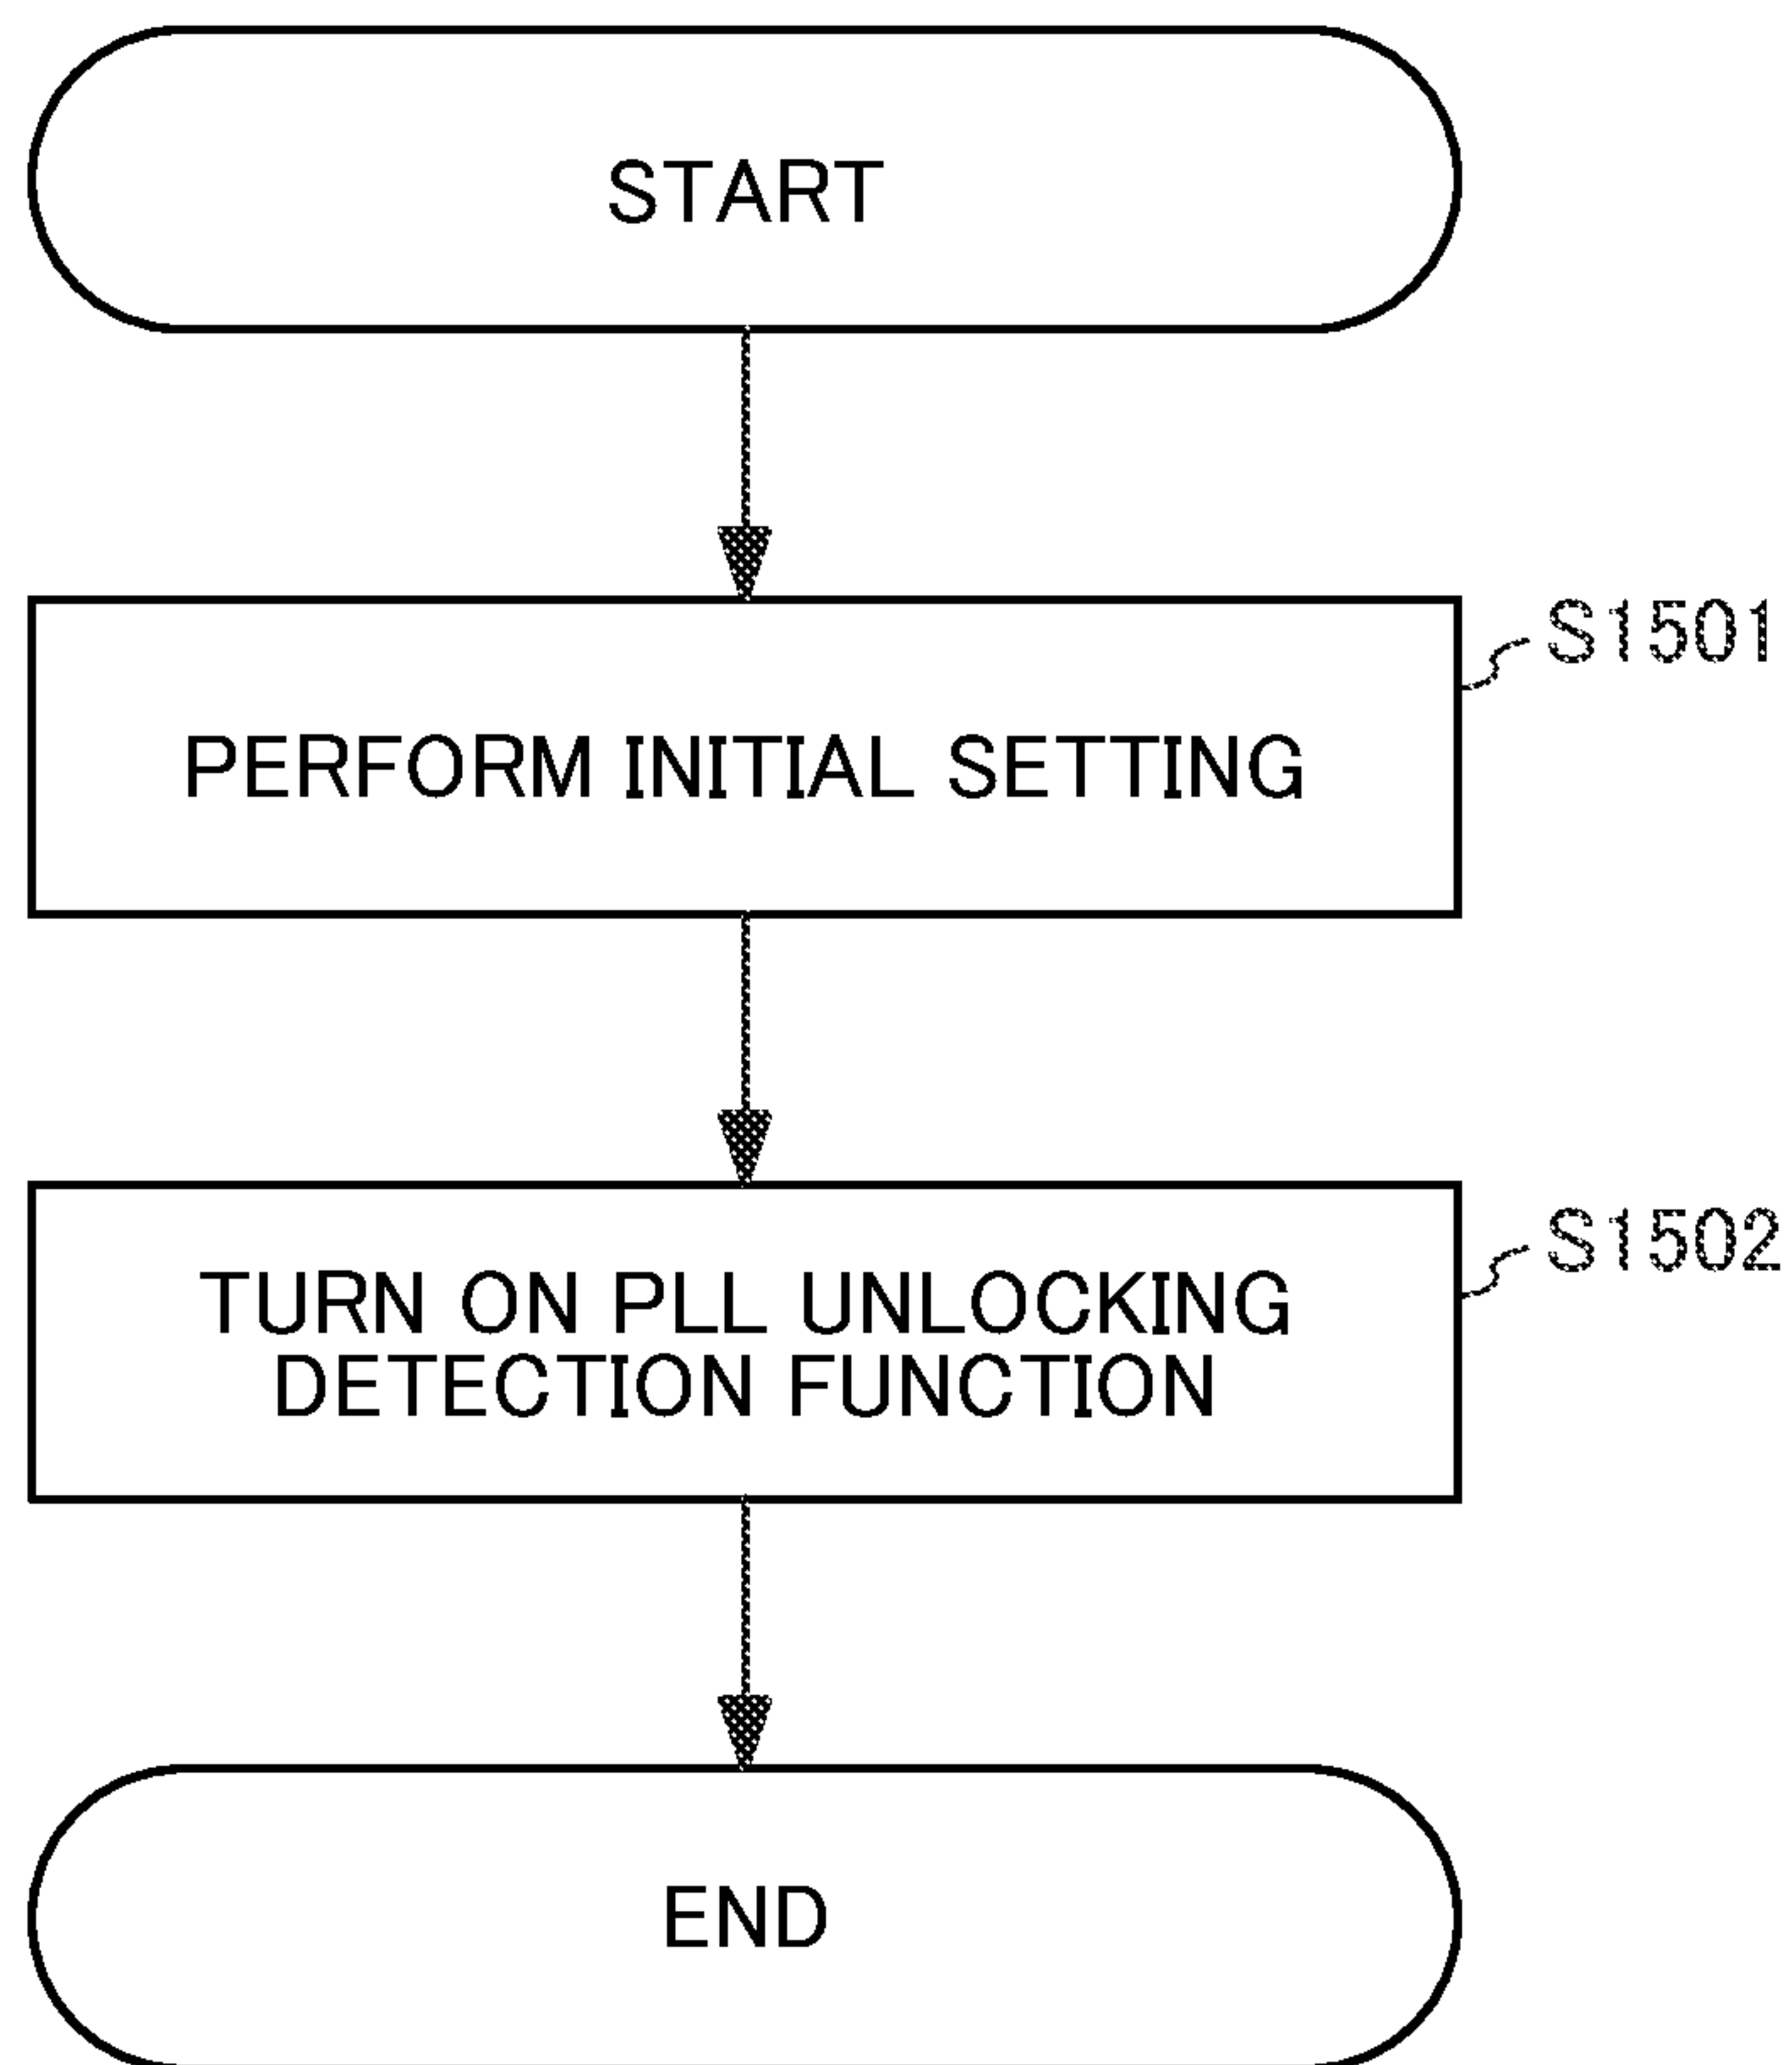 START
S1501
PERFORM INITIAL SETTING
S1502
TURN ON PLL UNLOCKING
DETECTION FUNCTION
END